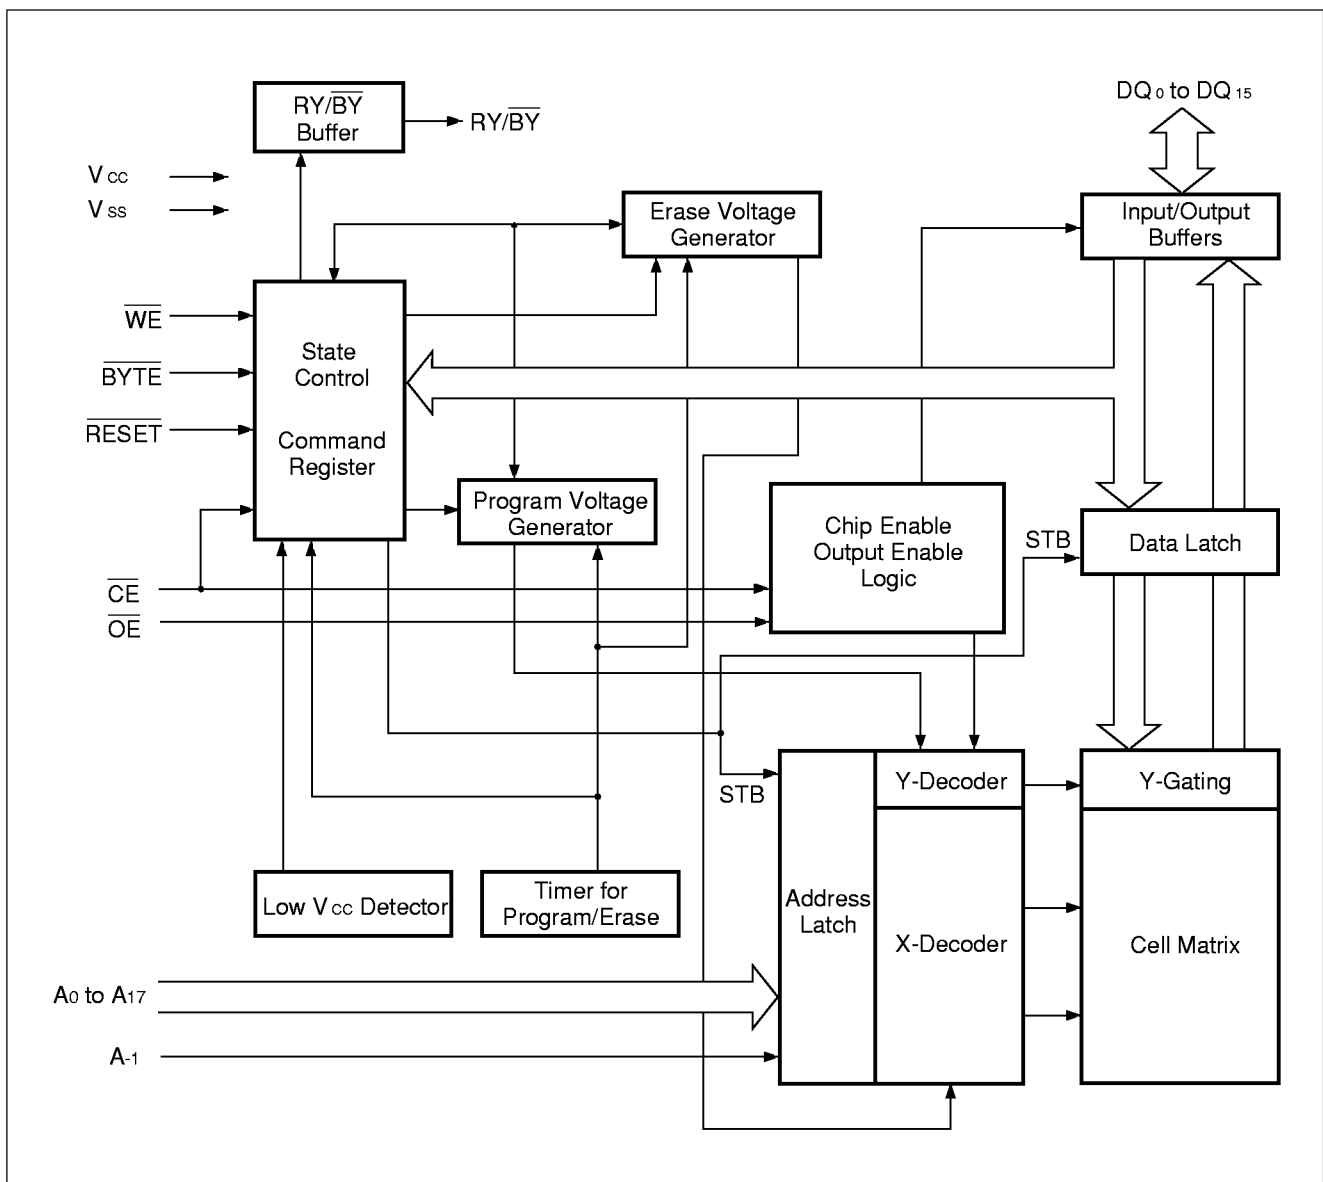 RY/BY
Buffer
RY/BY
DQ0 to DQ15
VCC
VSS
Erase Voltage
Generator
Input/Output
Buffers
WE
BYTE
RESET
State
Control
Command
Register
Program Voltage
Generator
Chip Enable
Output Enable
Logic
STB
Data Latch
CE
OE
STB
Y-Decoder
Y-Gating
Low VCC Detector
Timer for
Program/Erase
Address
Latch
X-Decoder
Cell Matrix
A0 to A17
A-1